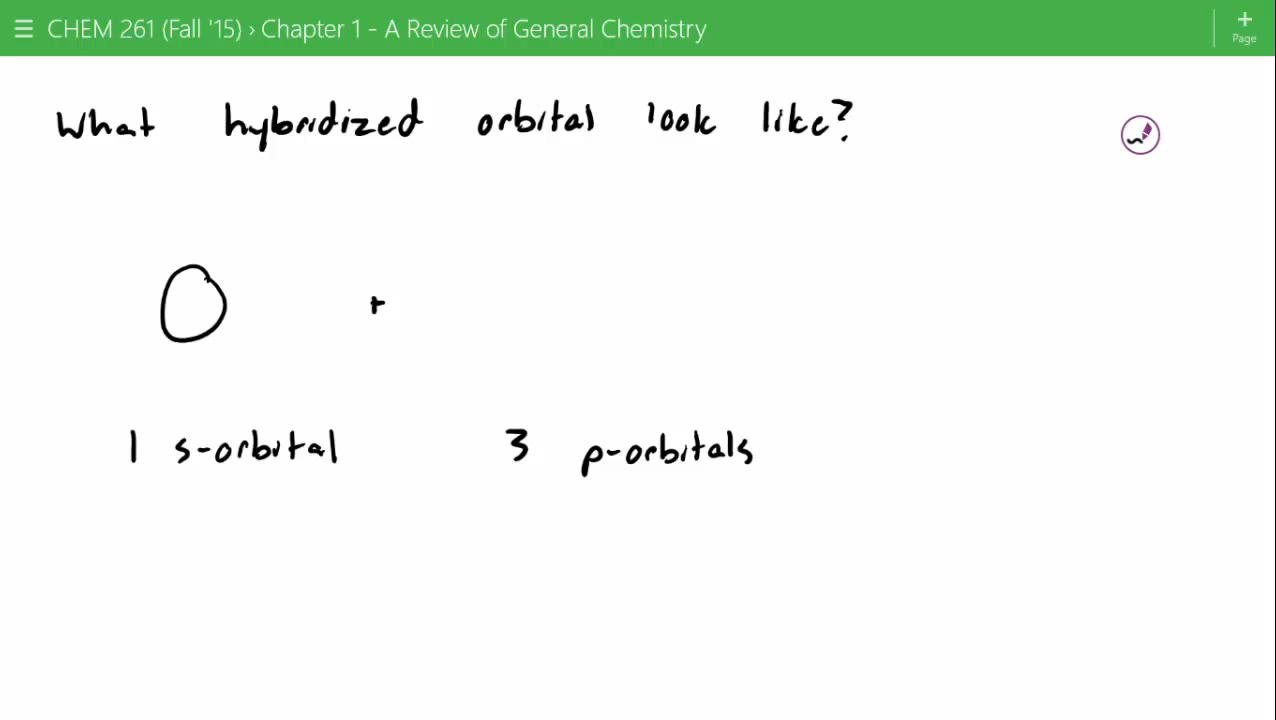 ☰ CHEM 261 (Fall '15) › Chapter 1 - A Review of General Chemistry
+
Page
What hybridized orbital look like?
+
1 s-orbital 3 p-orbitals